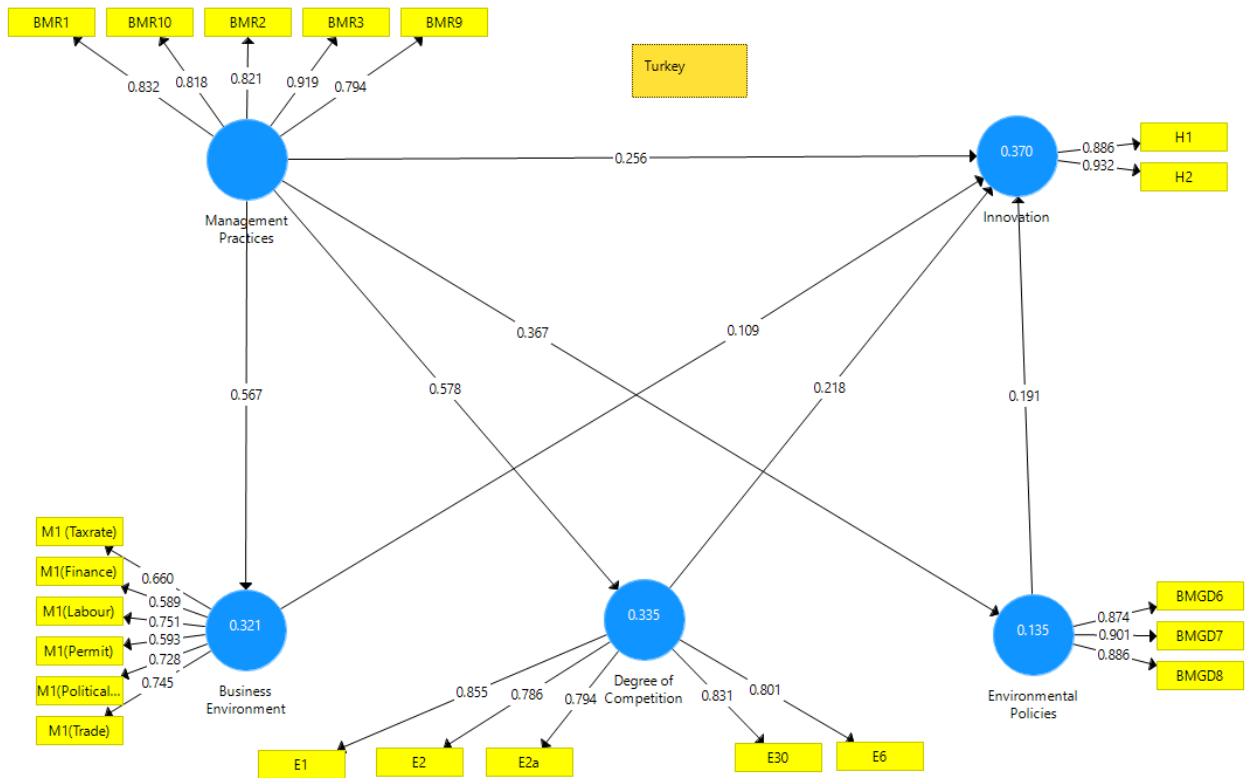 BMR1
BMR10
BMR2
BMR3
BMR9
0.832
0.818
0.821
0.919
0.794
Turkey
0.370
Innovation
0.886
0.932
H1
H2
Management
Practices
0.256
0.367
0.109
0.567
0.578
0.218
0.191
M1 (Taxrate)
M1(Finance)
M1(Labour)
M1(Permit)
M1(Political...
M1(Trade)
0.660
0.589
0.751
0.593
0.728
0.745
0.321
Business
Environment
0.335
Degree of
Competition
0.855
0.786
0.794
0.831
0.801
E1
E2
E2a
E30
E6
0.135
Environmental
Policies
0.874
0.901
0.886
BMGD6
BMGD7
BMGD8